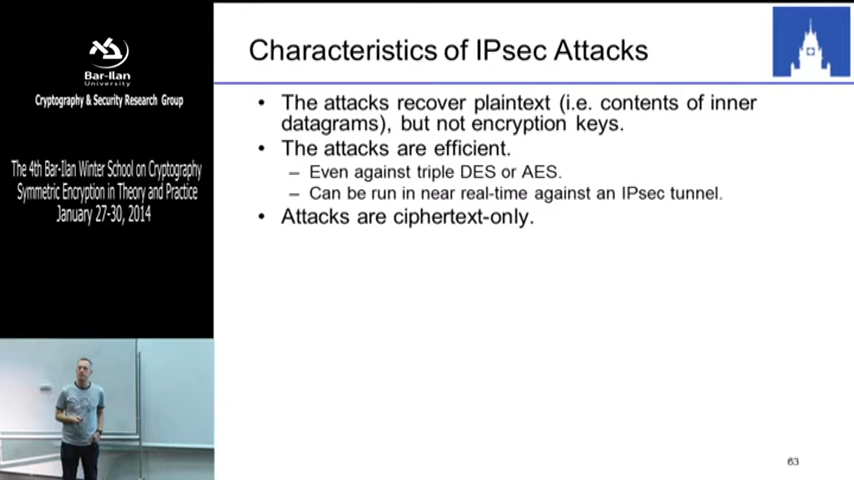 Bar-Ilan
University
Cryptography & Security Research Group
The 4th Bar-Ilan Winter School on Cryptography
Symmetric Encryption in Theory and Practice
January 27-30, 2014
Characteristics of IPsec Attacks
• The attacks recover plaintext (i.e. contents of inner
datagrams), but not encryption keys.
• The attacks are efficient.
– Even against triple DES or AES.
– Can be run in near real-time against an IPsec tunnel.
• Attacks are ciphertext-only.
63